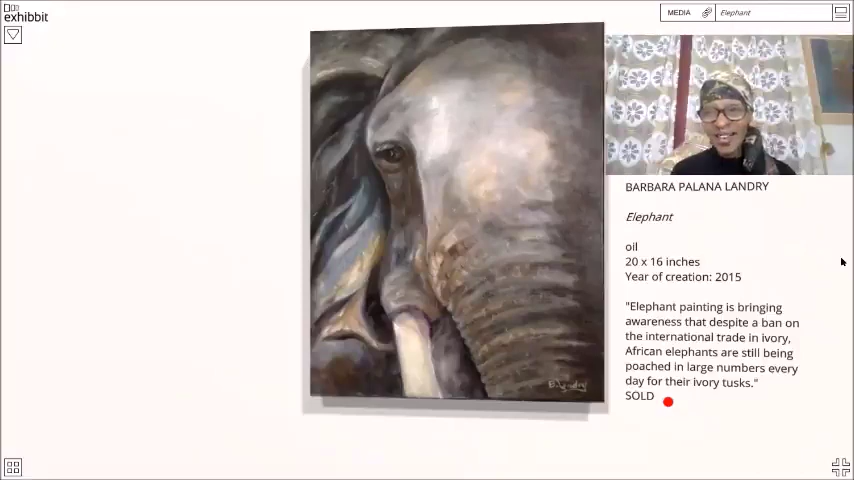 exhibbit
MEDIA
Elephant
BARBARA PALANA LANDRY
Elephant
oil
20 x 16 inches
Year of creation: 2015
"Elephant painting is bringing
awareness that despite a ban on
the international trade in ivory,
African elephants are still being
poached in large numbers every
day for their ivory tusks."
SOLD
B. Landry